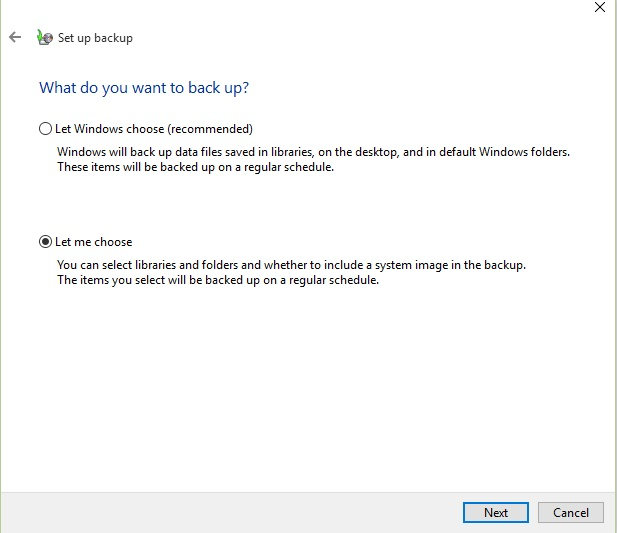 Set up backup
What do you want to back up?
Let Windows choose (recommended)
Windows will back up data files saved in libraries, on the desktop, and in default Windows folders.
These items will be backed up on a regular schedule.
Let me choose
You can select libraries and folders and whether to include a system image in the backup.
The items you select will be backed up on a regular schedule.
Next Cancel